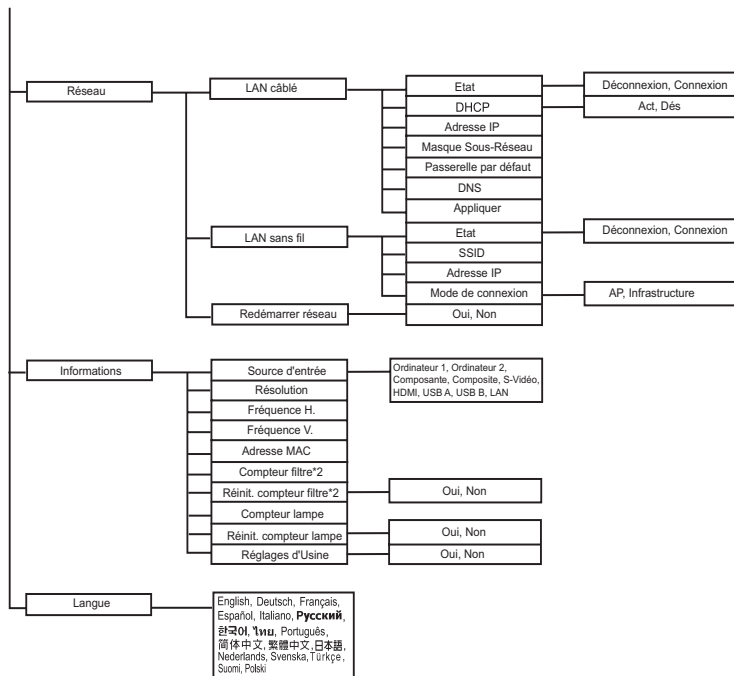 Réseau
LAN câblé
Etat
Déconnexion, Connexion
DHCP
Act, Dés
Adresse IP
Masque Sous-Réseau
Passerelle par défaut
DNS
Appliquer
LAN sans fil
Etat
Déconnexion, Connexion
SSID
Adresse IP
Mode de connexion
AP, Infrastructure
Redémarrer réseau
Oui, Non
Informations
Source d'entrée
Ordinateur 1, Ordinateur 2,
Composante, Composite, S-Vidéo,
HDMI, USB A, USB B, LAN
Résolution
Fréquence H.
Fréquence V.
Adresse MAC
Compteur filtre*2
Réinit. compteur filtre*2
Oui, Non
Compteur lampe
Réinit. compteur lampe
Oui, Non
Réglages d'Usine
Oui, Non
Langue
English, Deutsch, Français,
Español, Italiano, Русский,
한국어, ไทย, Português,
简体中文, 繁體中文, 日本語,
Nederlands, Svenska, Türkçe,
Suomi, Polski